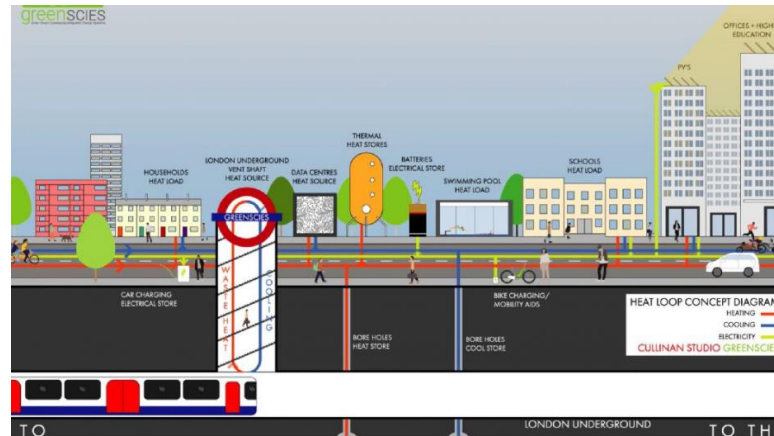 greenSCIES
OFFICES + HIGHE
EDUCATION
PV'S
THERMAL
HEAT STORES
LONDON UNDERGROUND
VENT SHAFT
HEAT SOURCE
HOUSEHOLDS
HEAT LOAD
DATA CENTRES
HEAT SOURCE
BATTERIES
ELECTRICAL STORE
SWIMMING POOL
HEAT LOAD
SCHOOLS
HEAT LOAD
GREENSCIES
WASTE HEAT
COOLING
CAR CHARGING
ELECTRICAL STORE
BIKE CHARGING/
MOBILITY AIDS
BORE HOLES
HEAT STORE
BORE HOLES
COOL STORE
HEAT LOOP CONCEPT DIAGRAM
HEATING
COOLING
ELECTRICITY
CULLINAN STUDIO GREENSCIE
TO
LONDON UNDERGROUND
TO TH